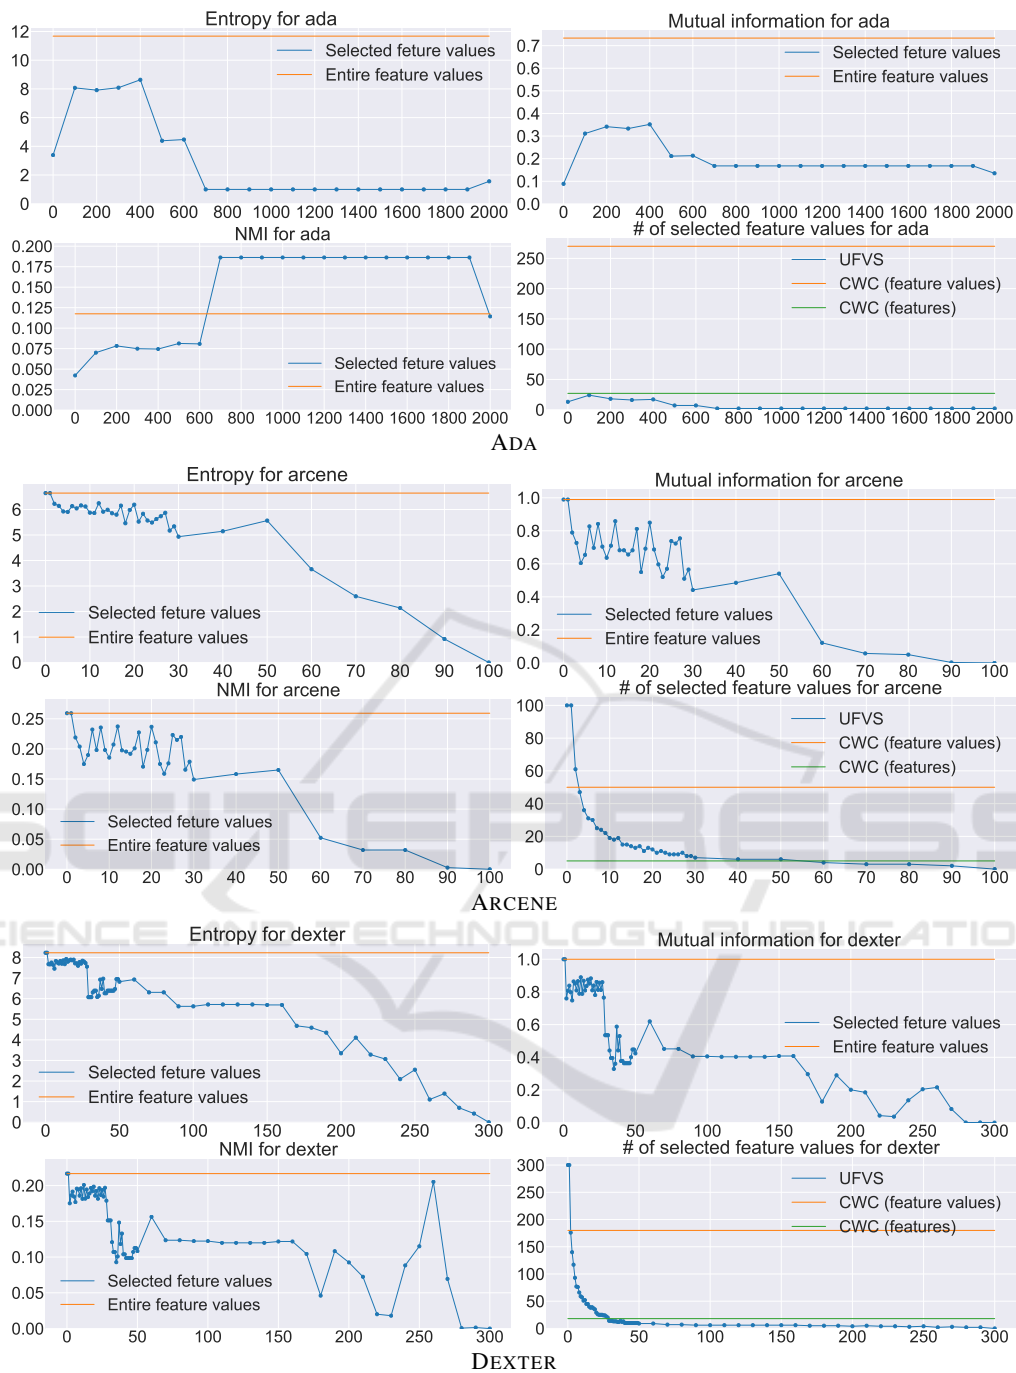 Entropy for ada
12
10
8
6
4
2
0
Selected feture values
Entire feature values
0 200 400 600 800 1000 1200 1400 1600 1800 2000
Mutual information for ada
0.7
0.6
0.5
0.4
0.3
0.2
0.1
0.0
Selected feture values
Entire feature values
0 200 400 600 800 1000 1200 1400 1600 1800 2000
NMI for ada
0.200
0.175
0.150
0.125
0.100
0.075
0.050
0.025
0.000
Selected feture values
Entire feature values
0 200 400 600 800 1000 1200 1400 1600 1800 2000
# of selected feature values for ada
250
200
150
100
50
0
UFVS
CWC (feature values)
CWC (features)
0 200 400 600 800 1000 1200 1400 1600 1800 2000
ADA
Entropy for arcene
6
5
4
3
2
1
0
Selected feture values
Entire feature values
0 10 20 30 40 50 60 70 80 90 100
Mutual information for arcene
1.0
0.8
0.6
0.4
0.2
0.0
Selected feture values
Entire feature values
0 10 20 30 40 50 60 70 80 90 100
NMI for arcene
0.25
0.20
0.15
0.10
0.05
0.00
Selected feture values
Entire feature values
0 10 20 30 40 50 60 70 80 90 100
# of selected feature values for arcene
100
80
60
40
20
0
UFVS
CWC (feature values)
CWC (features)
0 10 20 30 40 50 60 70 80 90 100
SCITEPRESS
ARCENE
SCIENCE AND TECHNOLOGY PUBLICATIONS
Entropy for dexter
8
7
6
5
4
3
2
1
0
Selected feture values
Entire feature values
0 50 100 150 200 250 300
Mutual information for dexter
1.0
0.8
0.6
0.4
0.2
0.0
Selected feture values
Entire feature values
0 50 100 150 200 250 300
NMI for dexter
0.20
0.15
0.10
0.05
0.00
Selected feture values
Entire feature values
0 50 100 150 200 250 300
# of selected feature values for dexter
300
250
200
150
100
50
0
UFVS
CWC (feature values)
CWC (features)
0 50 100 150 200 250 300
DEXTER